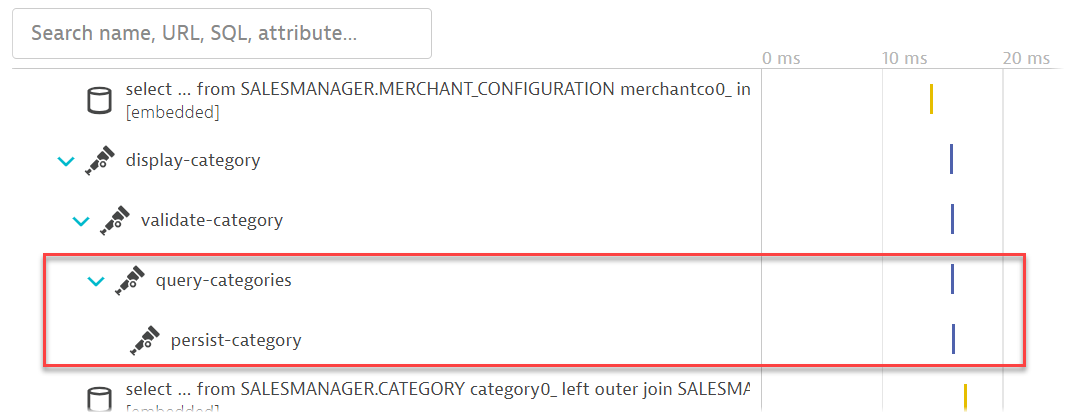 Search name, URL, SQL, attribute...
0 ms 10 ms 20 ms
select ... from SALESMANAGER.MERCHANT_CONFIGURATION merchantco0_ in
[embedded]
display-category
validate-category
query-categories
persist-category
select ... from SALESMANAGER.CATEGORY category0_ left outer join SALESMA
[embedded]